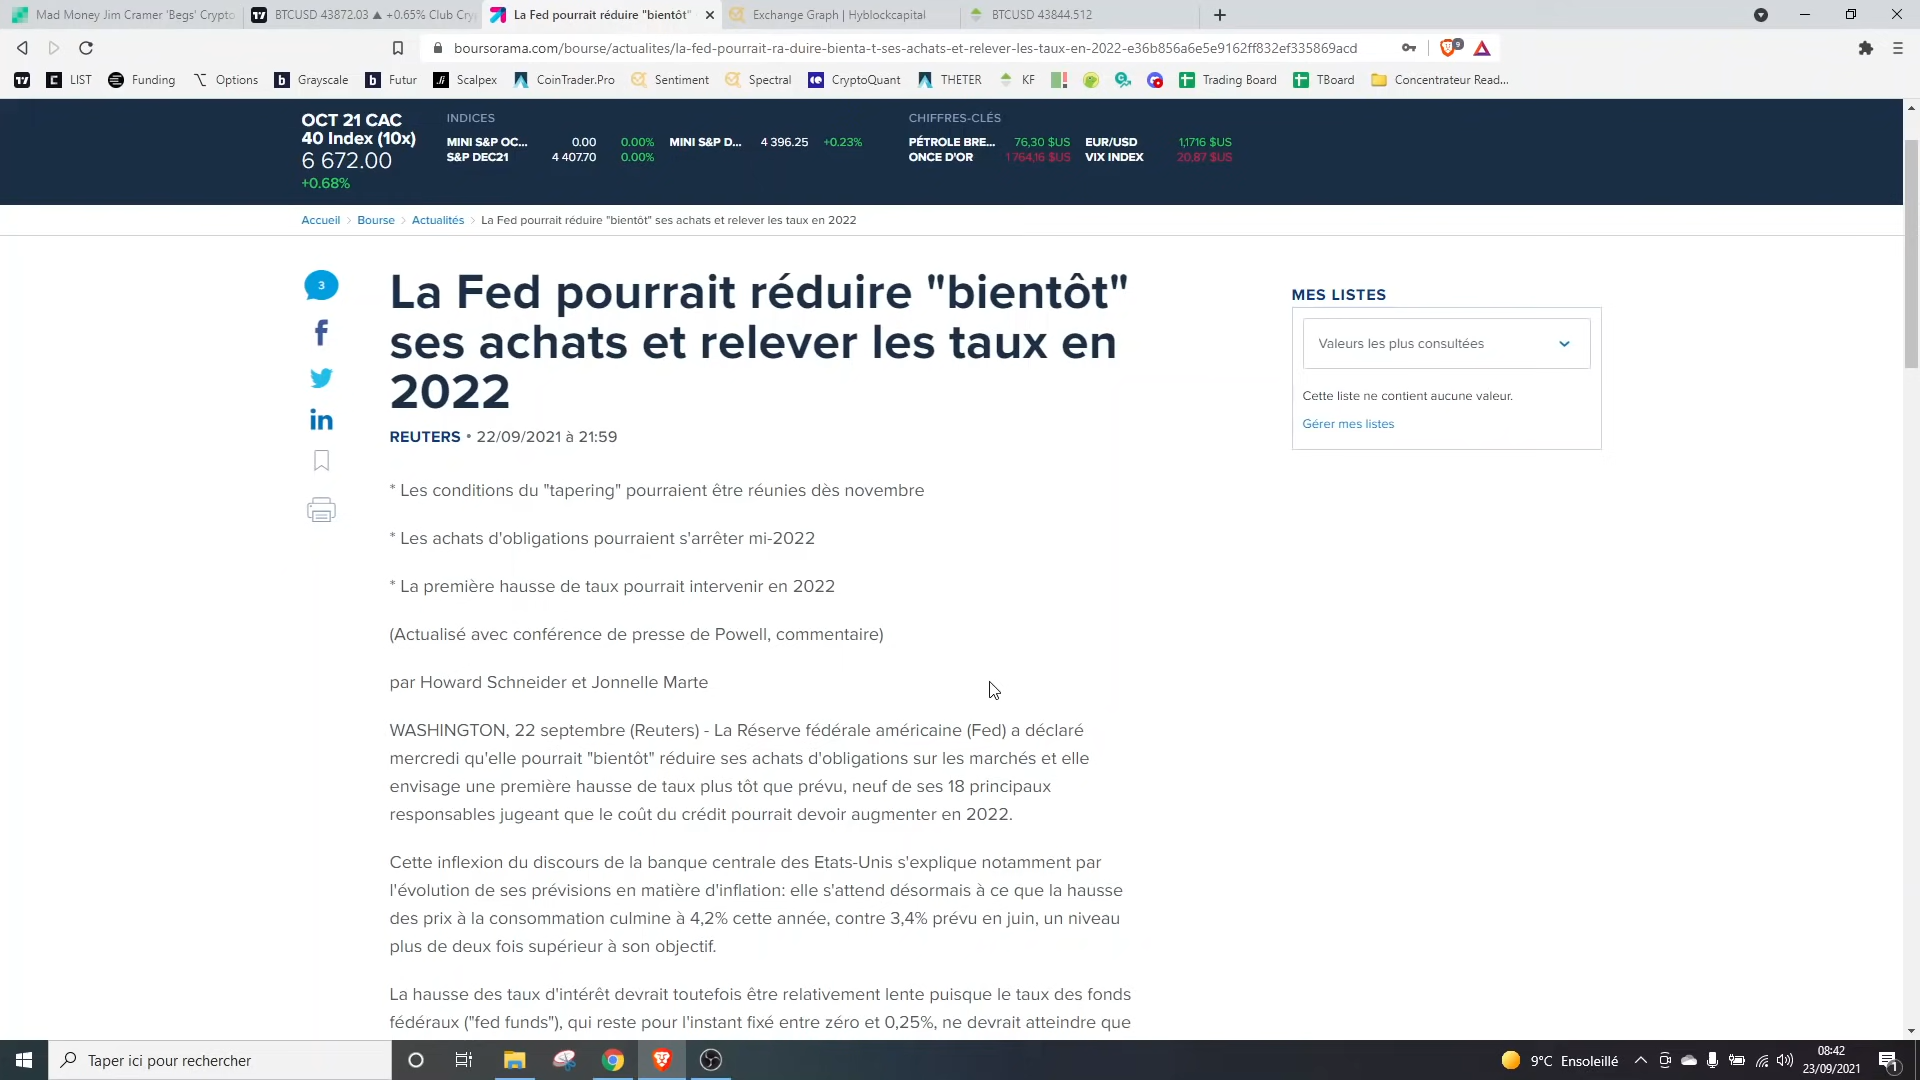 Mad Money Jim Cramer 'Begs' Crypto
BTCUSD 43872.03 ▲ +0.65% Club Cry
La Fed pourrait réduire "bientôt"
Exchange Graph | Hyblockcapital
BTCUSD 43844.512
boursorama.com/bourse/actualites/la-fed-pourrait-ra-duire-bienta-t-ses-achats-et-relever-les-taux-en-2022-e36b856a6e5e9162ff832ef335869acd
9
LIST
Funding
Options
Grayscale
Futur
Scalpex
CoinTrader.Pro
Sentiment
Spectral
CryptoQuant
THETER
KF
Trading Board
TBoard
Concentrateur Read...
OCT 21 CAC
40 Index (10x)
6 672.00
+0.68%
INDICES
MINI S&P OC... 0.00 0.00% MINI S&P D... 4 396.25 +0.23%
S&P DEC21 4 407.70 0.00%
CHIFFRES-CLÉS
PÉTROLE BRE... 76,30 $US EUR/USD 1,1716 $US
ONCE D'OR 1 764,16 $US VIX INDEX 20,87 $US
Accueil > Bourse > Actualités > La Fed pourrait réduire "bientôt" ses achats et relever les taux en 2022
3
La Fed pourrait réduire "bientôt"
ses achats et relever les taux en
2022
REUTERS • 22/09/2021 à 21:59
MES LISTES
Valeurs les plus consultées
Cette liste ne contient aucune valeur.
Gérer mes listes
* Les conditions du "tapering" pourraient être réunies dès novembre
* Les achats d'obligations pourraient s'arrêter mi-2022
* La première hausse de taux pourrait intervenir en 2022
(Actualisé avec conférence de presse de Powell, commentaire)
par Howard Schneider et Jonnelle Marte
WASHINGTON, 22 septembre (Reuters) - La Réserve fédérale américaine (Fed) a déclaré
mercredi qu'elle pourrait "bientôt" réduire ses achats d'obligations sur les marchés et elle
envisage une première hausse de taux plus tôt que prévu, neuf de ses 18 principaux
responsables jugeant que le coût du crédit pourrait devoir augmenter en 2022.
Cette inflexion du discours de la banque centrale des Etats-Unis s'explique notamment par
l'évolution de ses prévisions en matière d'inflation: elle s'attend désormais à ce que la hausse
des prix à la consommation culmine à 4,2% cette année, contre 3,4% prévu en juin, un niveau
plus de deux fois supérieur à son objectif.
La hausse des taux d'intérêt devrait toutefois être relativement lente puisque le taux des fonds
fédéraux ("fed funds"), qui reste pour l'instant fixé entre zéro et 0,25%, ne devrait atteindre que
Taper ici pour rechercher
9°C Ensoleillé
08:42
23/09/2021
1